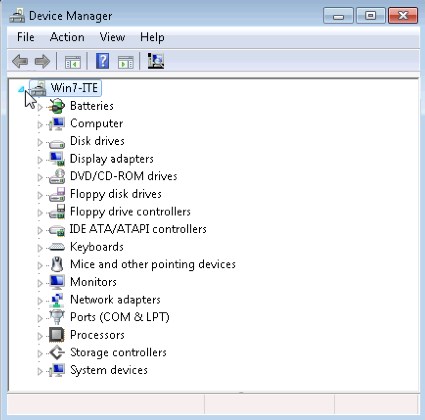 Device Manager
File Action View Help
Win7-ITE
Batteries
Computer
Disk drives
Display adapters
DVD/CD-ROM drives
Floppy disk drives
Floppy drive controllers
IDE ATA/ATAPI controllers
Keyboards
Mice and other pointing devices
Monitors
Network adapters
Ports (COM & LPT)
Processors
Storage controllers
System devices